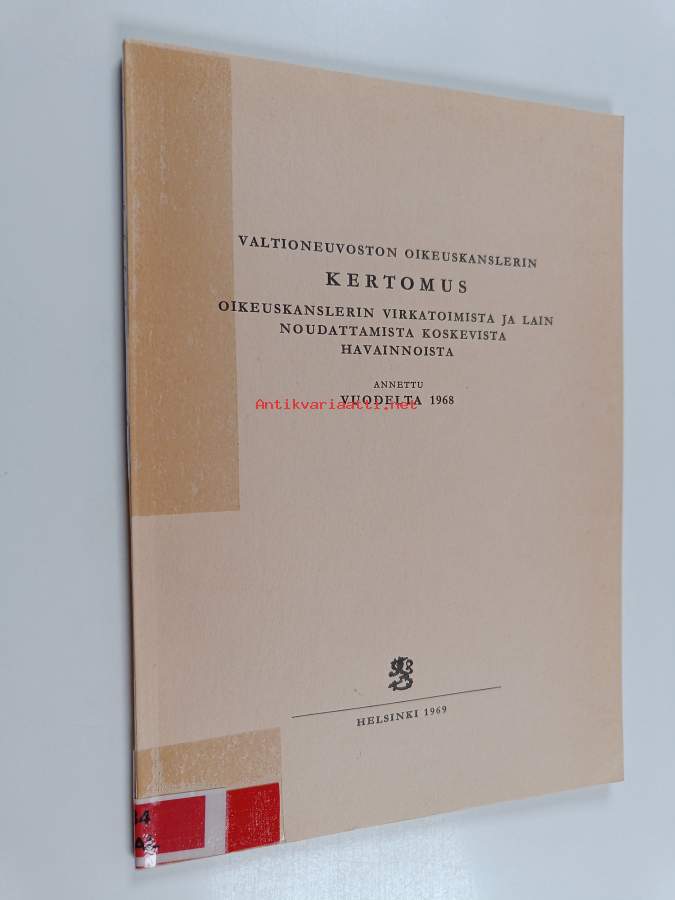 VALTIONEUVOSTON OIKEUSKANSLERIN
KERTOMUS
OIKEUSKANSLERIN VIRKATOIMISTA JA LAIN
NOUDATTAMISTA KOSKEVISTA
HAVAINNOISTA
ANNETTU
VUODELTA 1968
Antikvariaatti.net
HELSINKI 1969